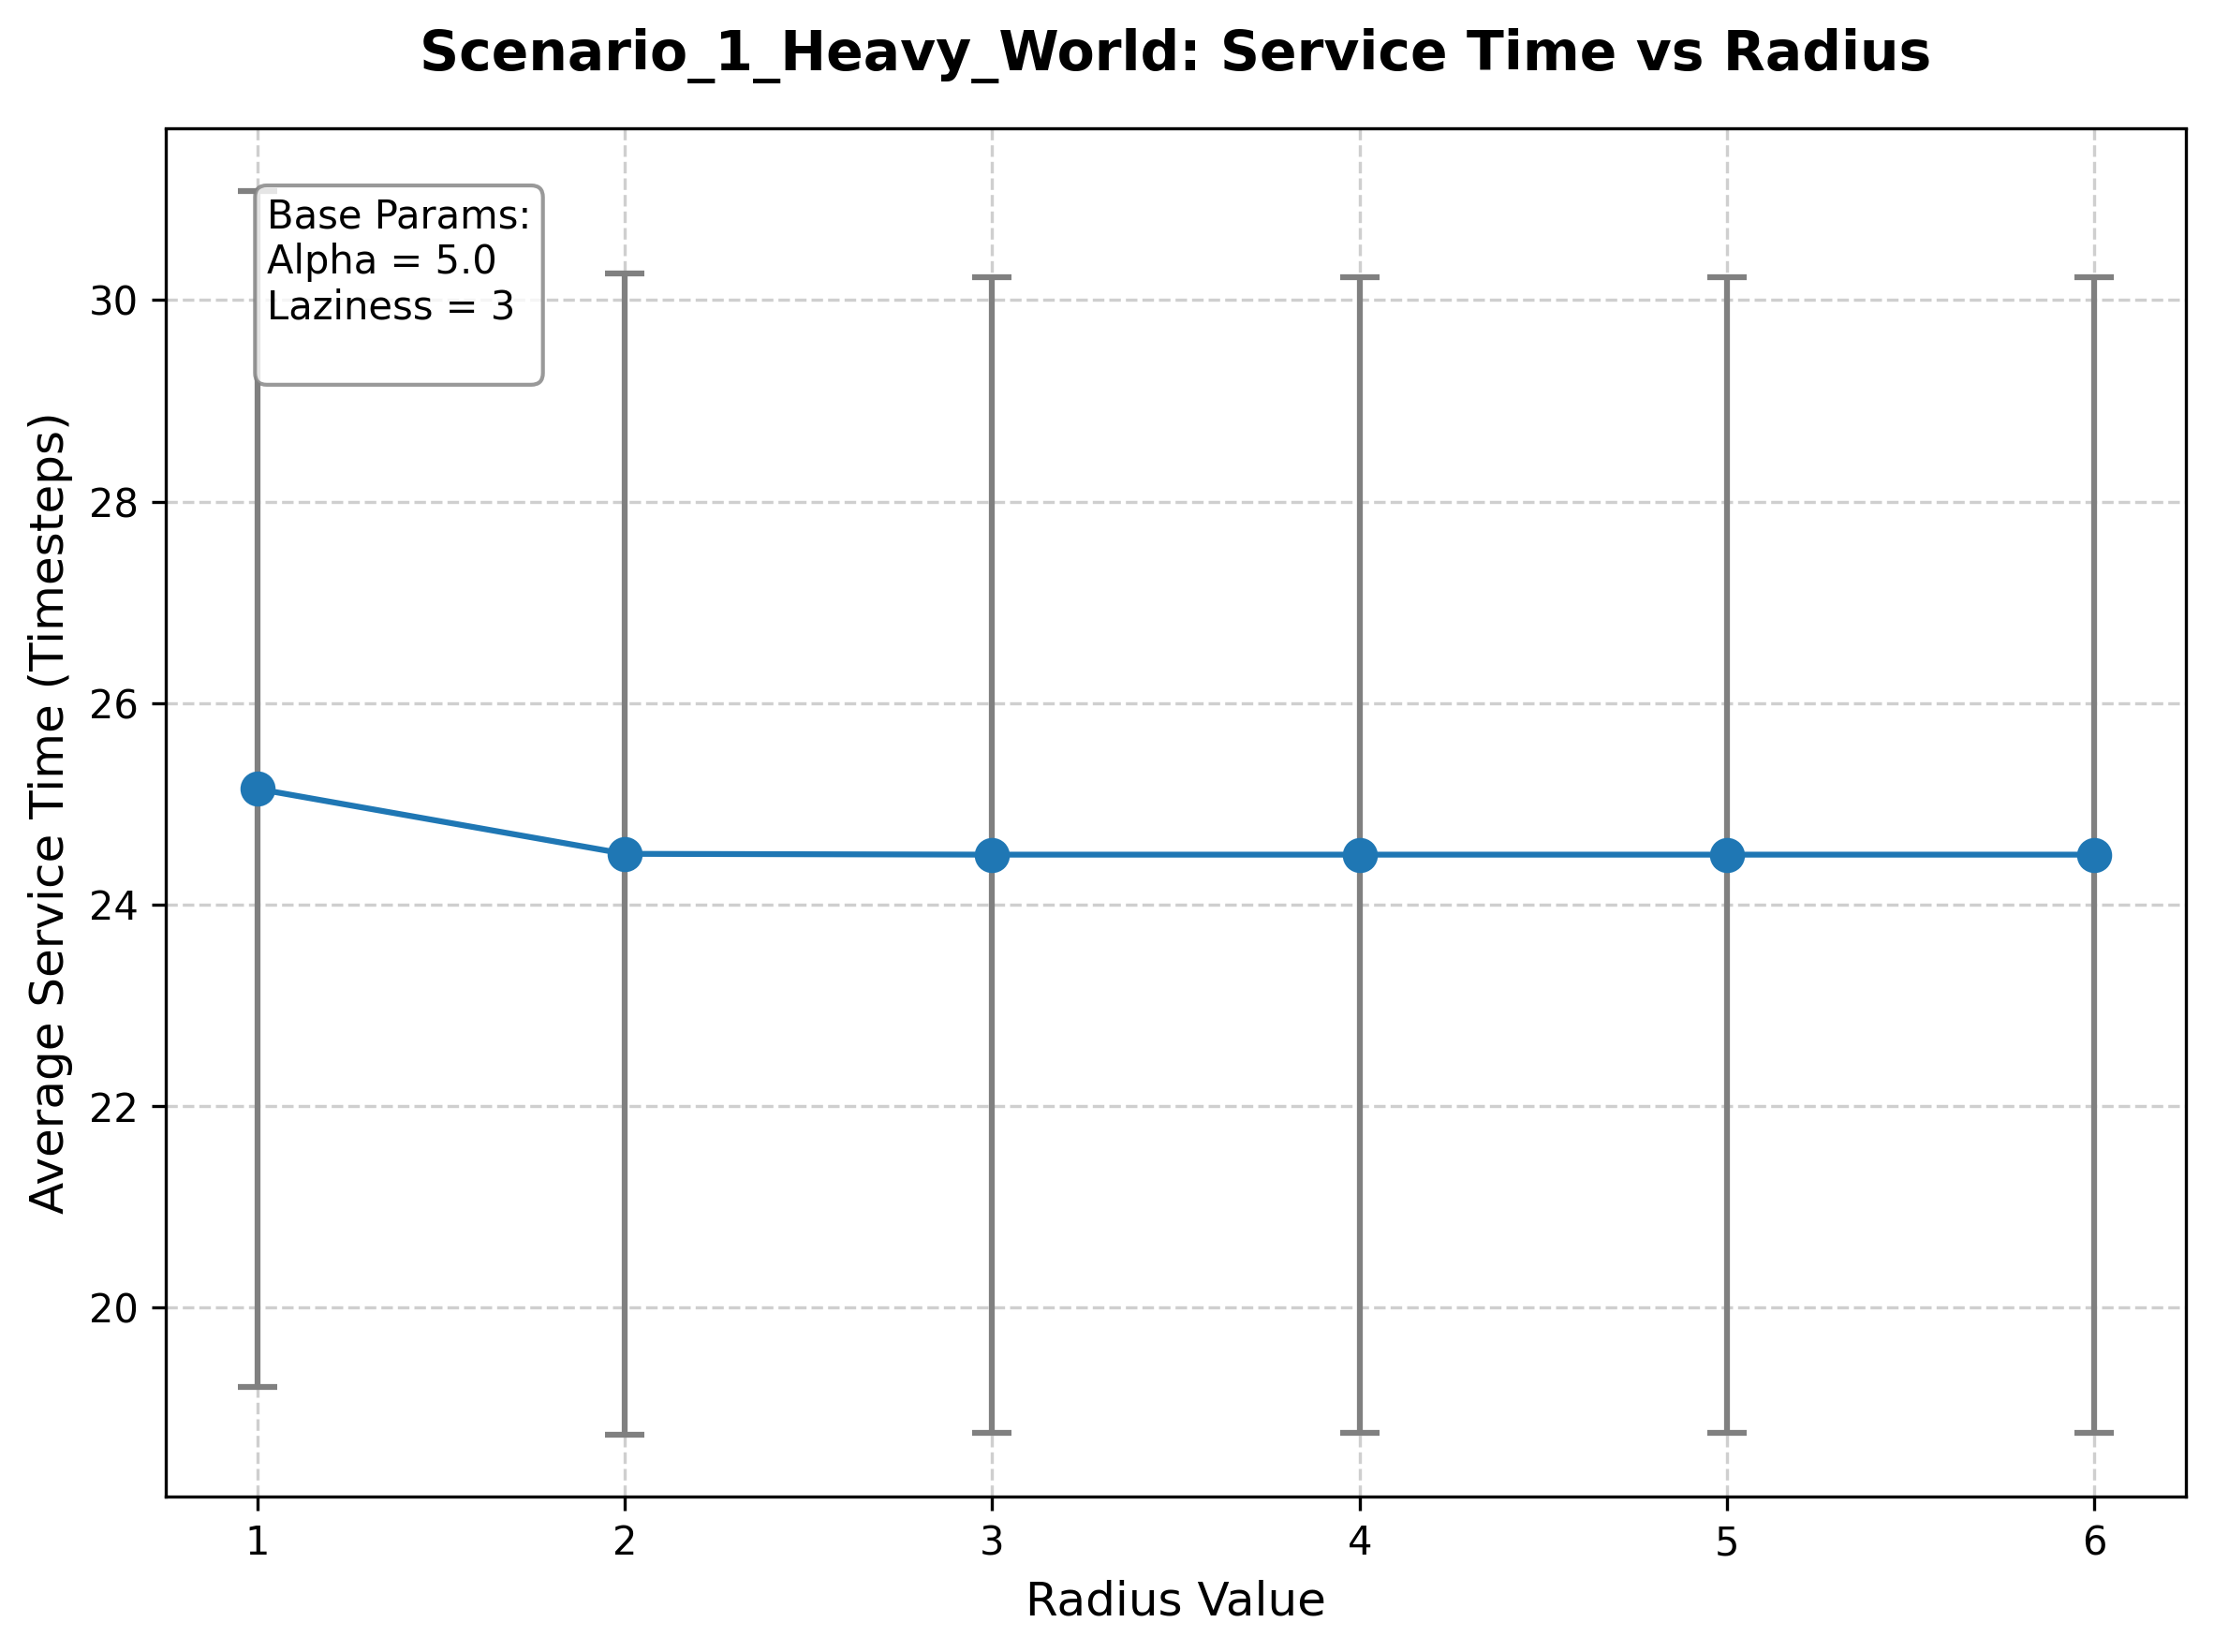 Scenario_1_Heavy_World: Service Time vs Radius
Base Params:
Alpha = 5.0
Laziness = 3
Average Service Time (Timesteps)
30
28
26
24
22
20
1 2 3 4 5 6
Radius Value